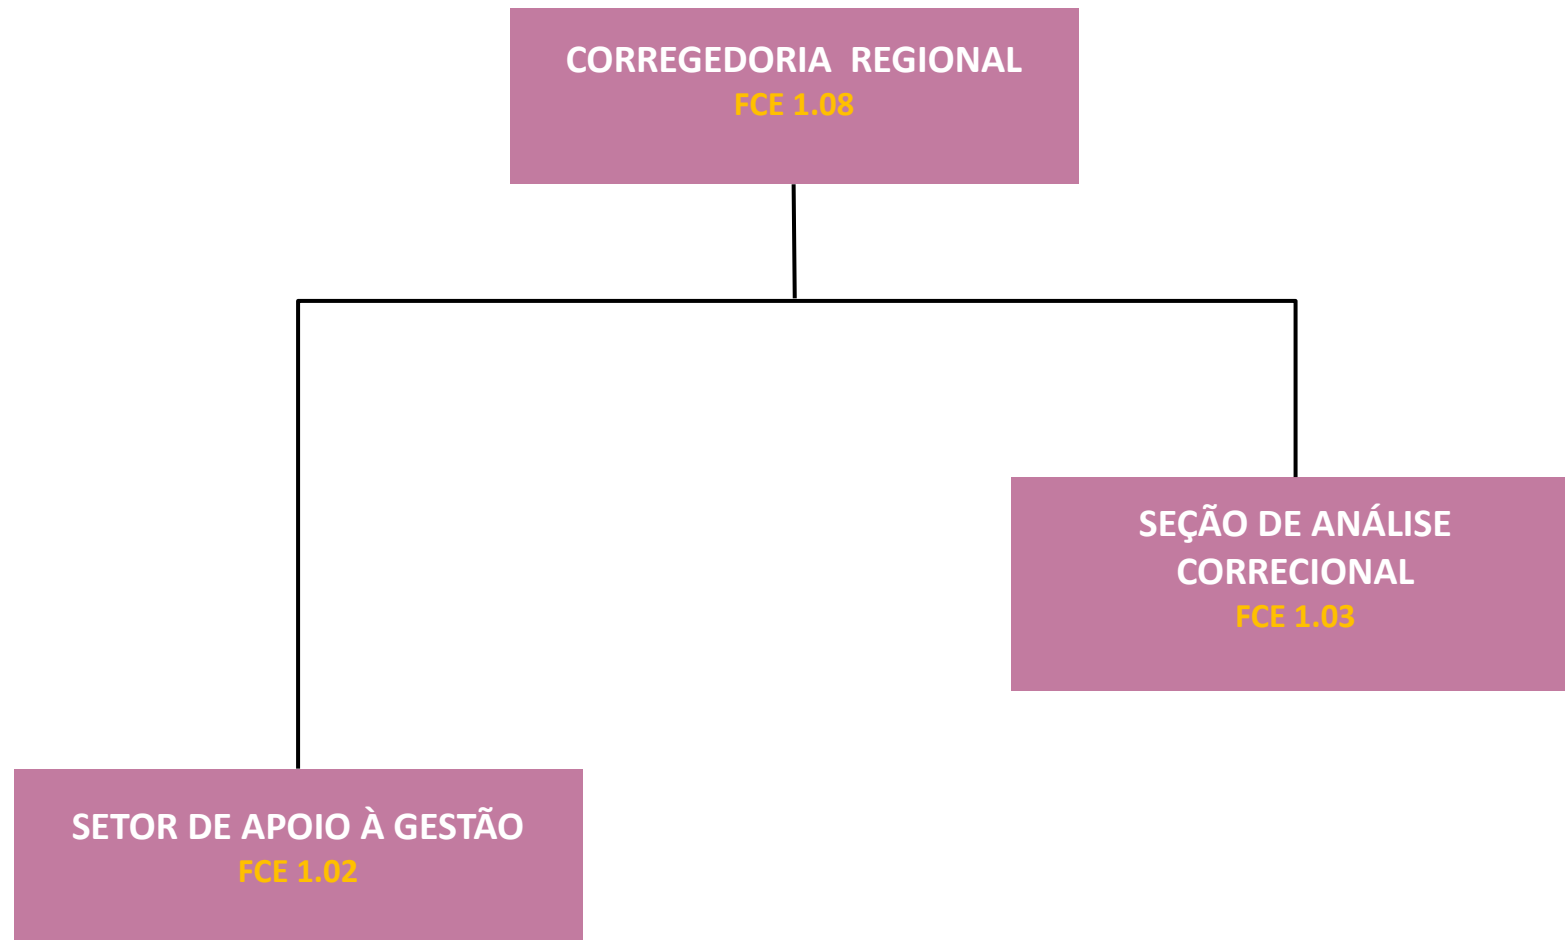 CORREGEDORIA REGIONAL
FCE 1.08
SEÇÃO DE ANÁLISE
CORRECIONAL
FCE 1.03
SETOR DE APOIO À GESTÃO
FCE 1.02